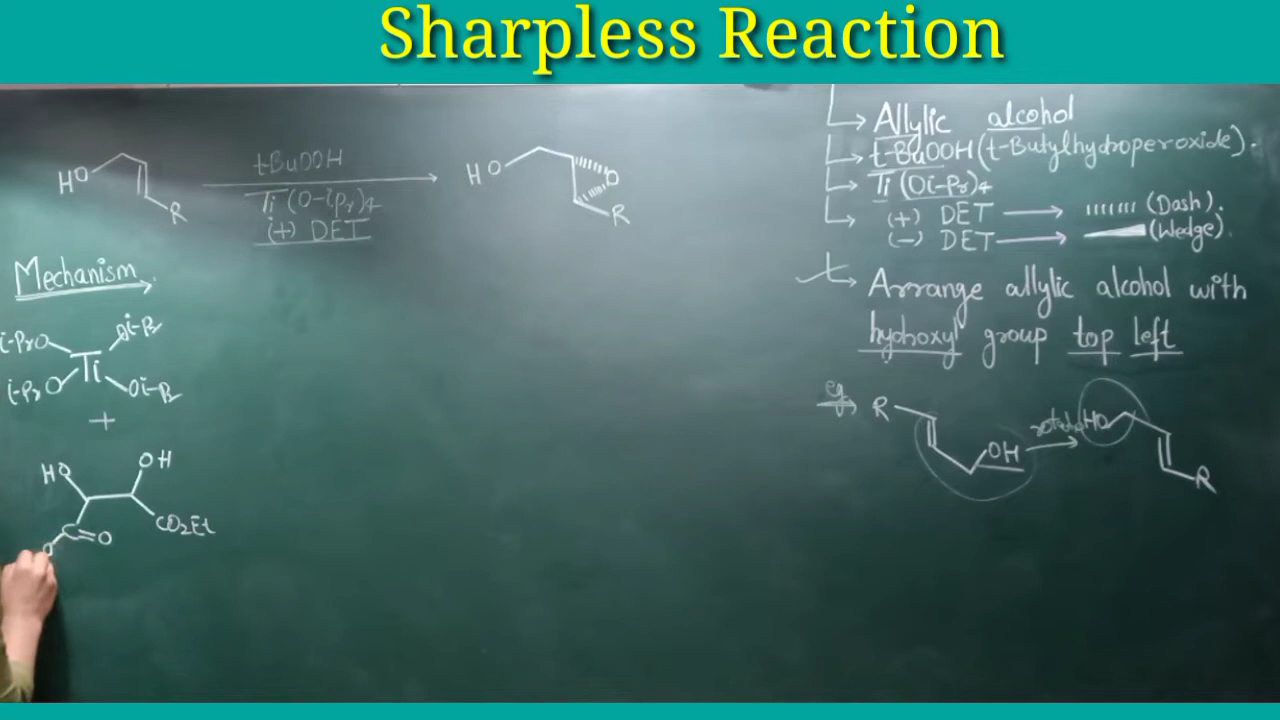 Sharpless Reaction
HO
R
t-BuOOH
Ti (O-iPr)4
(+) DET
HO
O
R
Mechanism
i-PrO
Oi-Pr
Ti
i-PrO
Oi-Pr
+
HO
OH
CO2Et
O
O
Allylic alcohol
t-BuOOH (t-Butylhydroperoxide).
Ti (Oi-Pr)4
(+) DET → (Dash).
(-) DET → (Wedge).
Arrange allylic alcohol with
hydroxyl group top left
eg
R
OH
HO
R